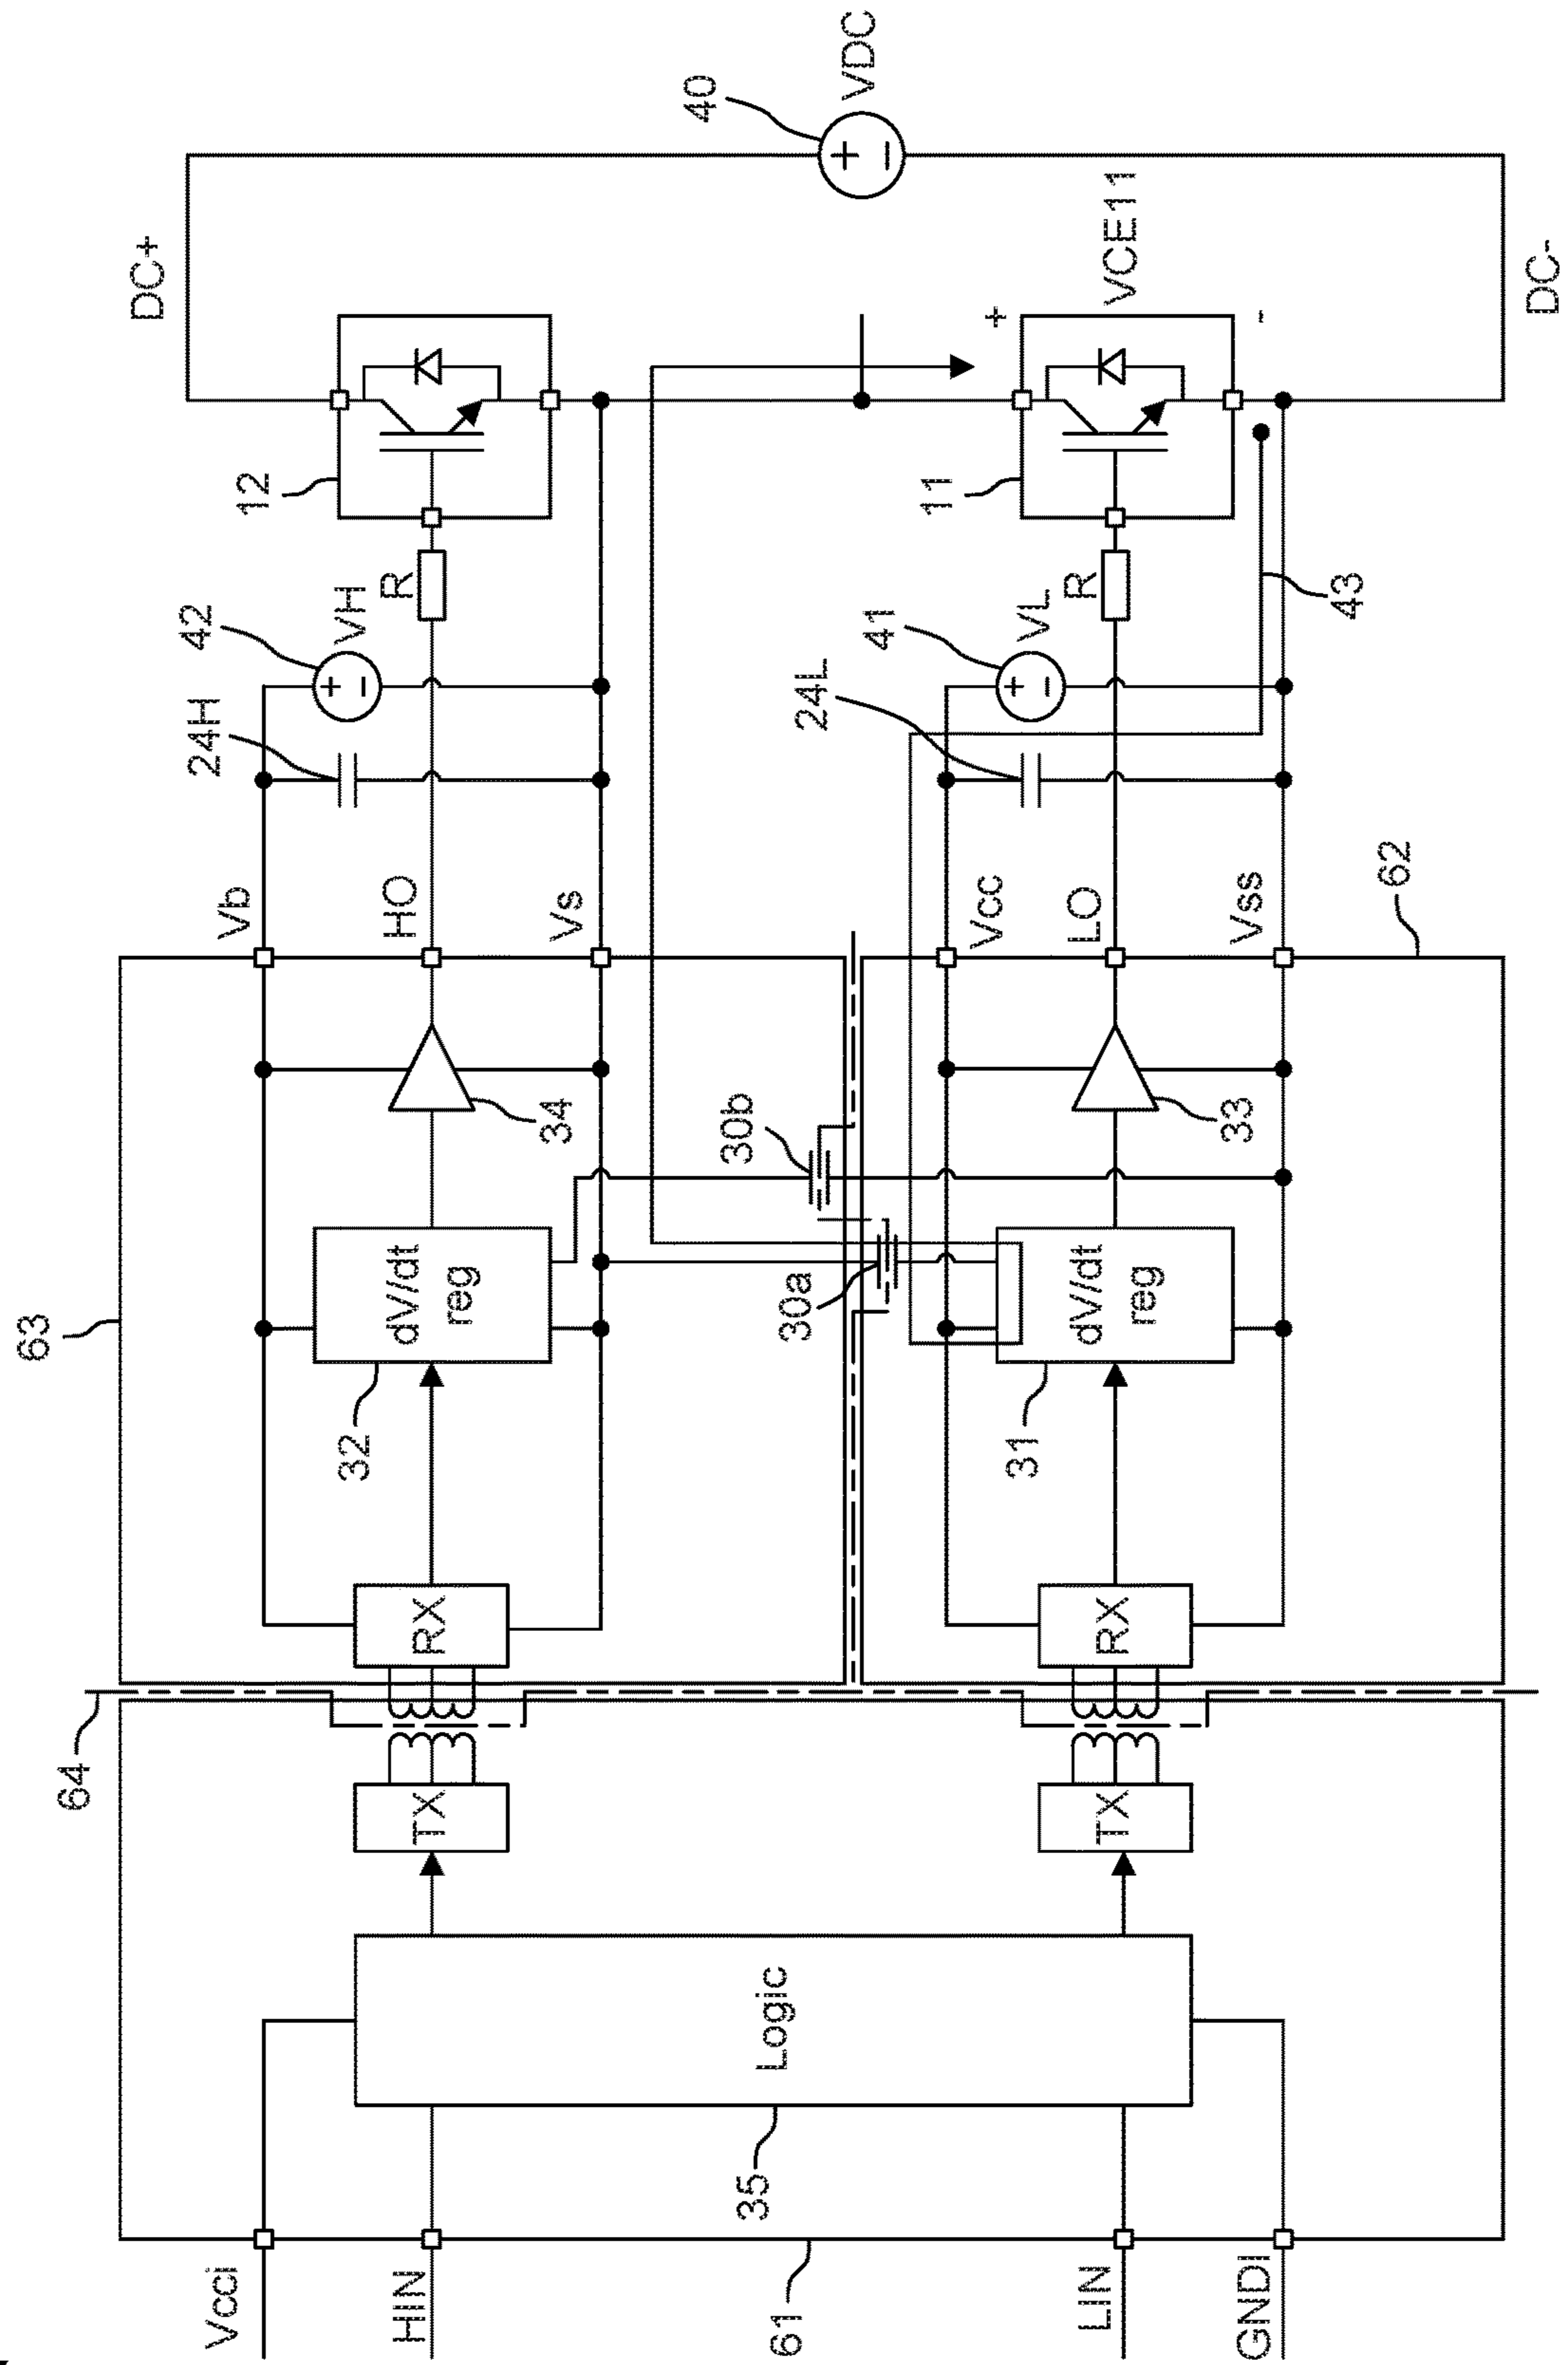 DC+
40
VDC
DC-
12
VCE11
+
-
11
42
VH
R
24H
41
VL
R
24L
43
Vb
HO
Vs
Vcc
LO
Vss
62
34
30b
33
63
32
dV/dt
reg
30a
31
dV/dt
reg
RX
RX
64
TX
TX
Logic
35
Vcci
HIN
61
LIN
GNDI